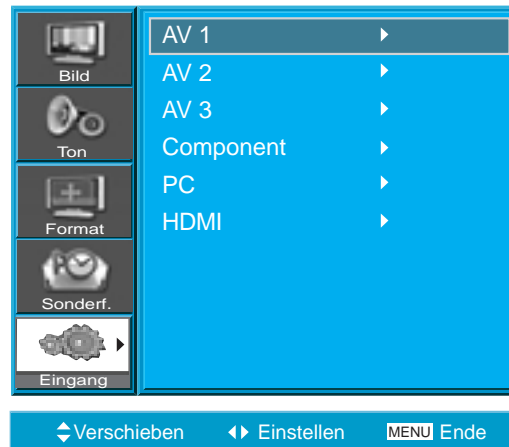 Bild
Ton
Format
Sonderf.
Eingang
AV 1
AV 2
AV 3
Component
PC
HDMI
Verschieben Einstellen MENU Ende